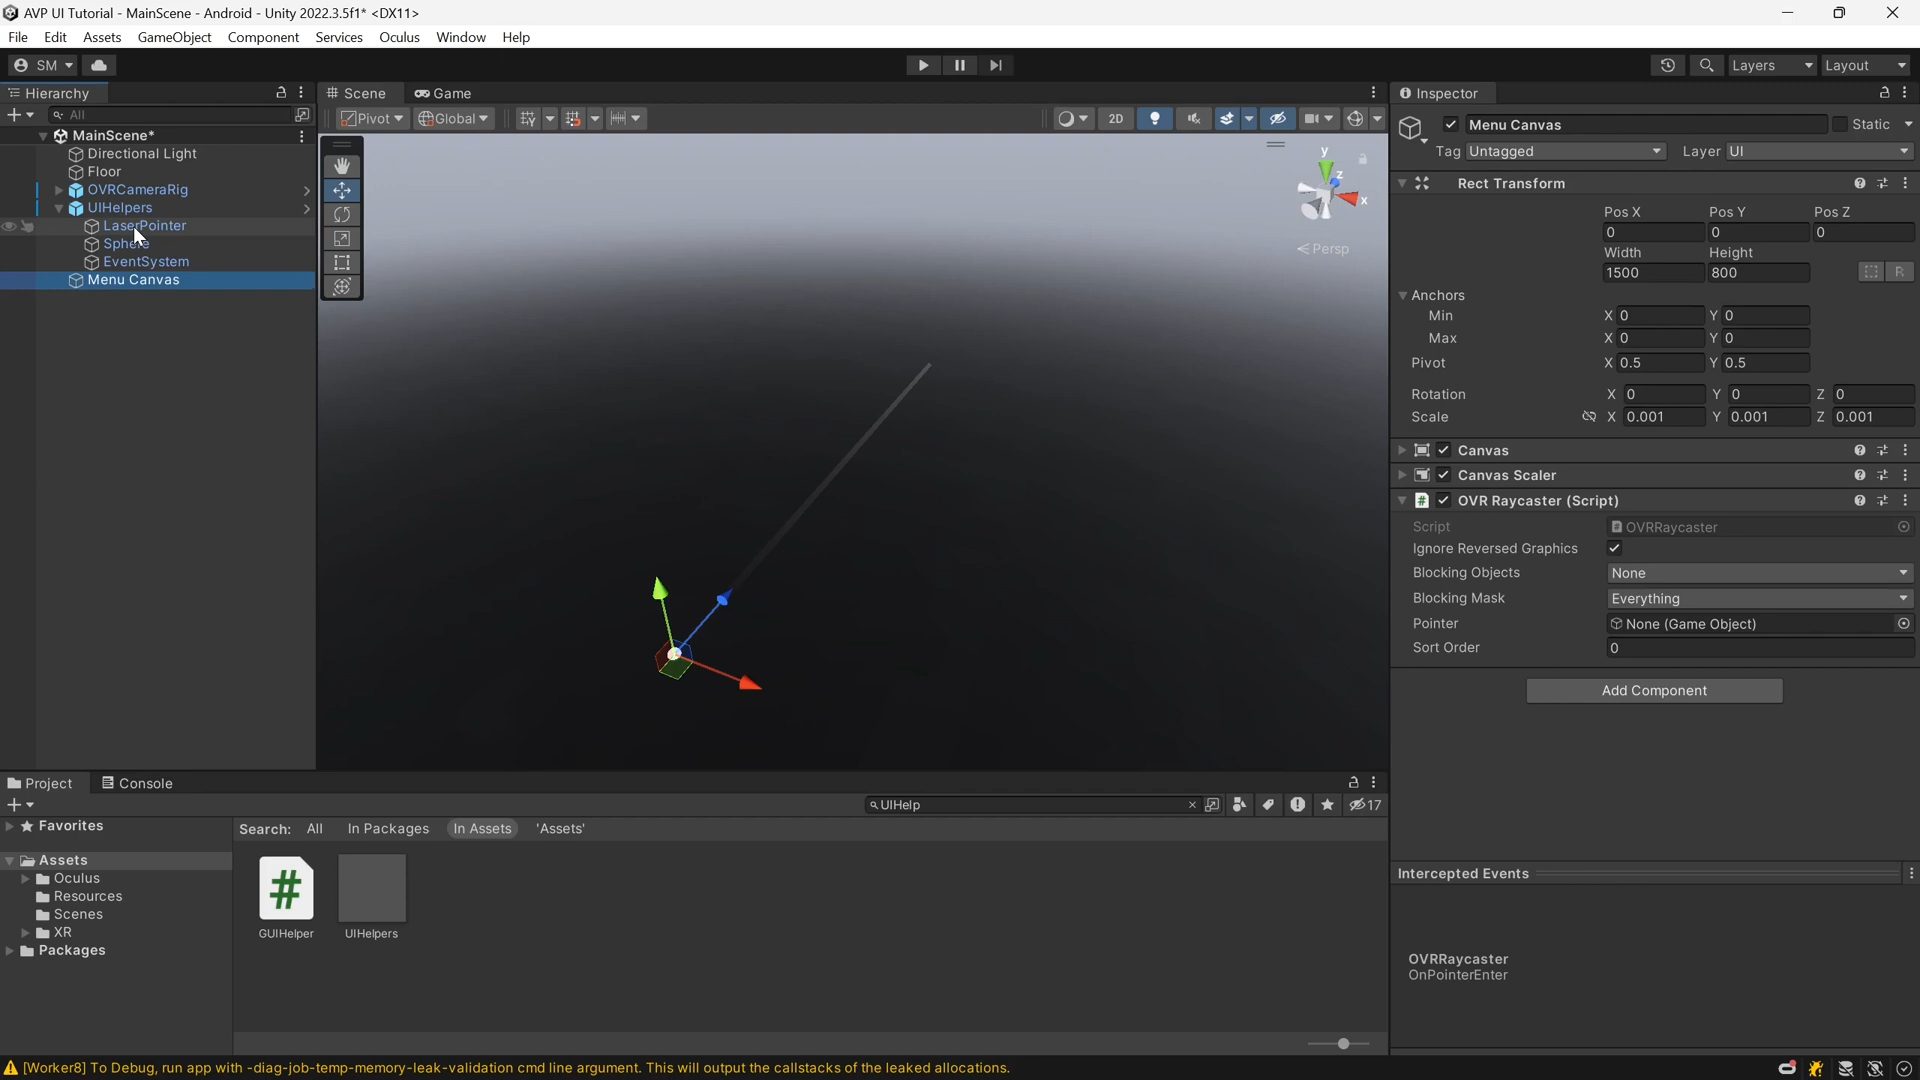 AVP UI Tutorial - MainScene - Android - Unity 2022.3.5f1* <DX11>
File Edit Assets GameObject Component Services Oculus Window Help
SM Layers Layout
Hierarchy
All
MainScene*
Directional Light
Floor
OVRCameraRig
UIHelpers
LaserPointer
Sphere
EventSystem
Menu Canvas
Scene Game
Pivot Global 2D
y
z
x
Persp
Inspector
Menu Canvas Static
Tag Untagged Layer UI
Rect Transform
Pos X Pos Y Pos Z
0 0 0
Width Height
1500 800 R
Anchors
Min X 0 Y 0
Max X 0 Y 0
Pivot X 0.5 Y 0.5
Rotation X 0 Y 0 Z 0
Scale X 0.001 Y 0.001 Z 0.001
Canvas
Canvas Scaler
# OVR Raycaster (Script)
Script OVRRaycaster
Ignore Reversed Graphics
Blocking Objects None
Blocking Mask Everything
Pointer None (Game Object)
Sort Order 0
Add Component
Intercepted Events
OVRRaycaster
OnPointerEnter
Project Console
UIHelp 17
Favorites
Assets
Oculus
Resources
Scenes
XR
Packages
Search: All In Packages In Assets 'Assets'
#
GUIHelper UIHelpers
[Worker8] To Debug, run app with -diag-job-temp-memory-leak-validation cmd line argument. This will output the callstacks of the leaked allocations.